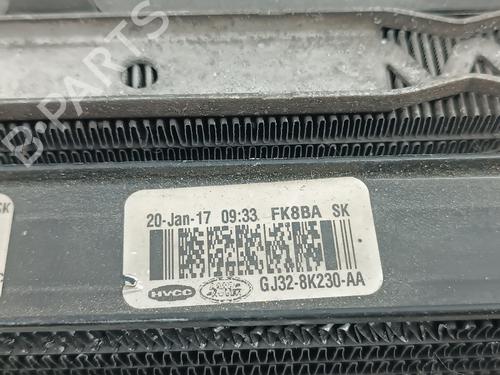 B-PARTS
SK
20-Jan-17 09:33 FK8BA SK
HVCC
GJ32-8K230-AA